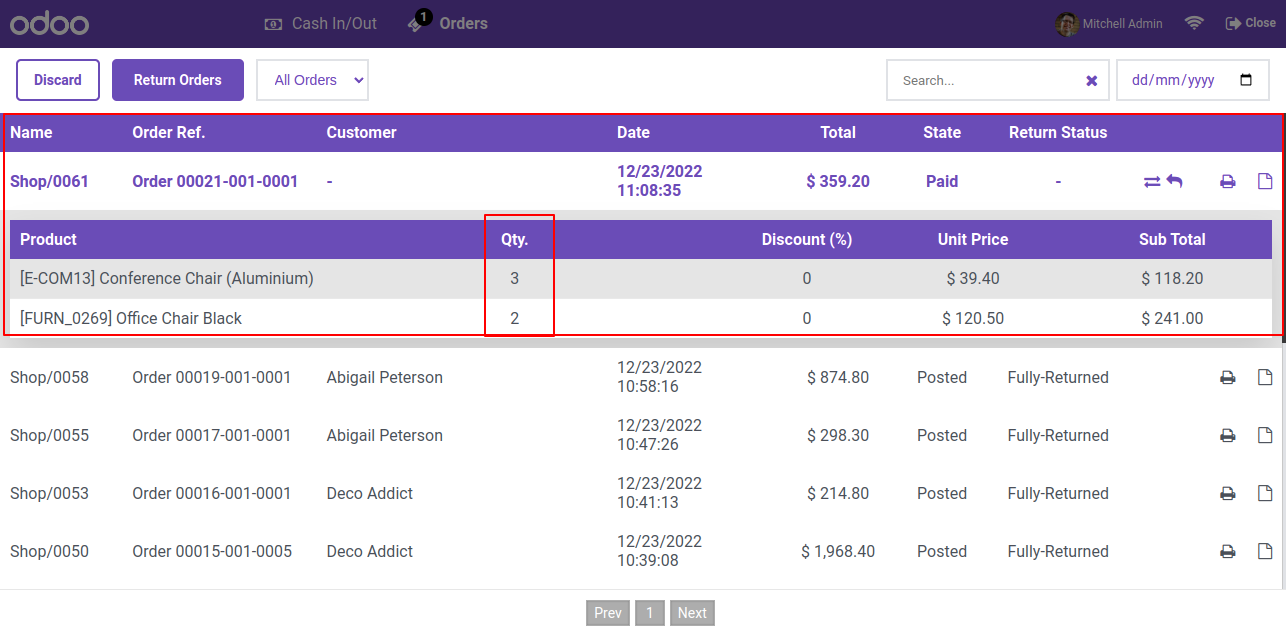 odoo Cash In/Out 1 Orders Mitchell Admin Close
Discard Return Orders All Orders Search... dd/mm/yyyy
Name Order Ref. Customer Date Total State Return Status
Shop/0061 Order 00021-001-0001 - 12/23/2022 $ 359.20 Paid -
11:08:35
Product Qty. Discount (%) Unit Price Sub Total
[E-COM13] Conference Chair (Aluminium) 3 0 $ 39.40 $ 118.20
[FURN_0269] Office Chair Black 2 0 $ 120.50 $ 241.00
Shop/0058 Order 00019-001-0001 Abigail Peterson 12/23/2022 $ 874.80 Posted Fully-Returned
10:58:16
Shop/0055 Order 00017-001-0001 Abigail Peterson 12/23/2022 $ 298.30 Posted Fully-Returned
10:47:26
Shop/0053 Order 00016-001-0001 Deco Addict 12/23/2022 $ 214.80 Posted Fully-Returned
10:41:13
Shop/0050 Order 00015-001-0005 Deco Addict 12/23/2022 $ 1,968.40 Posted Fully-Returned
10:39:08
Prev 1 Next